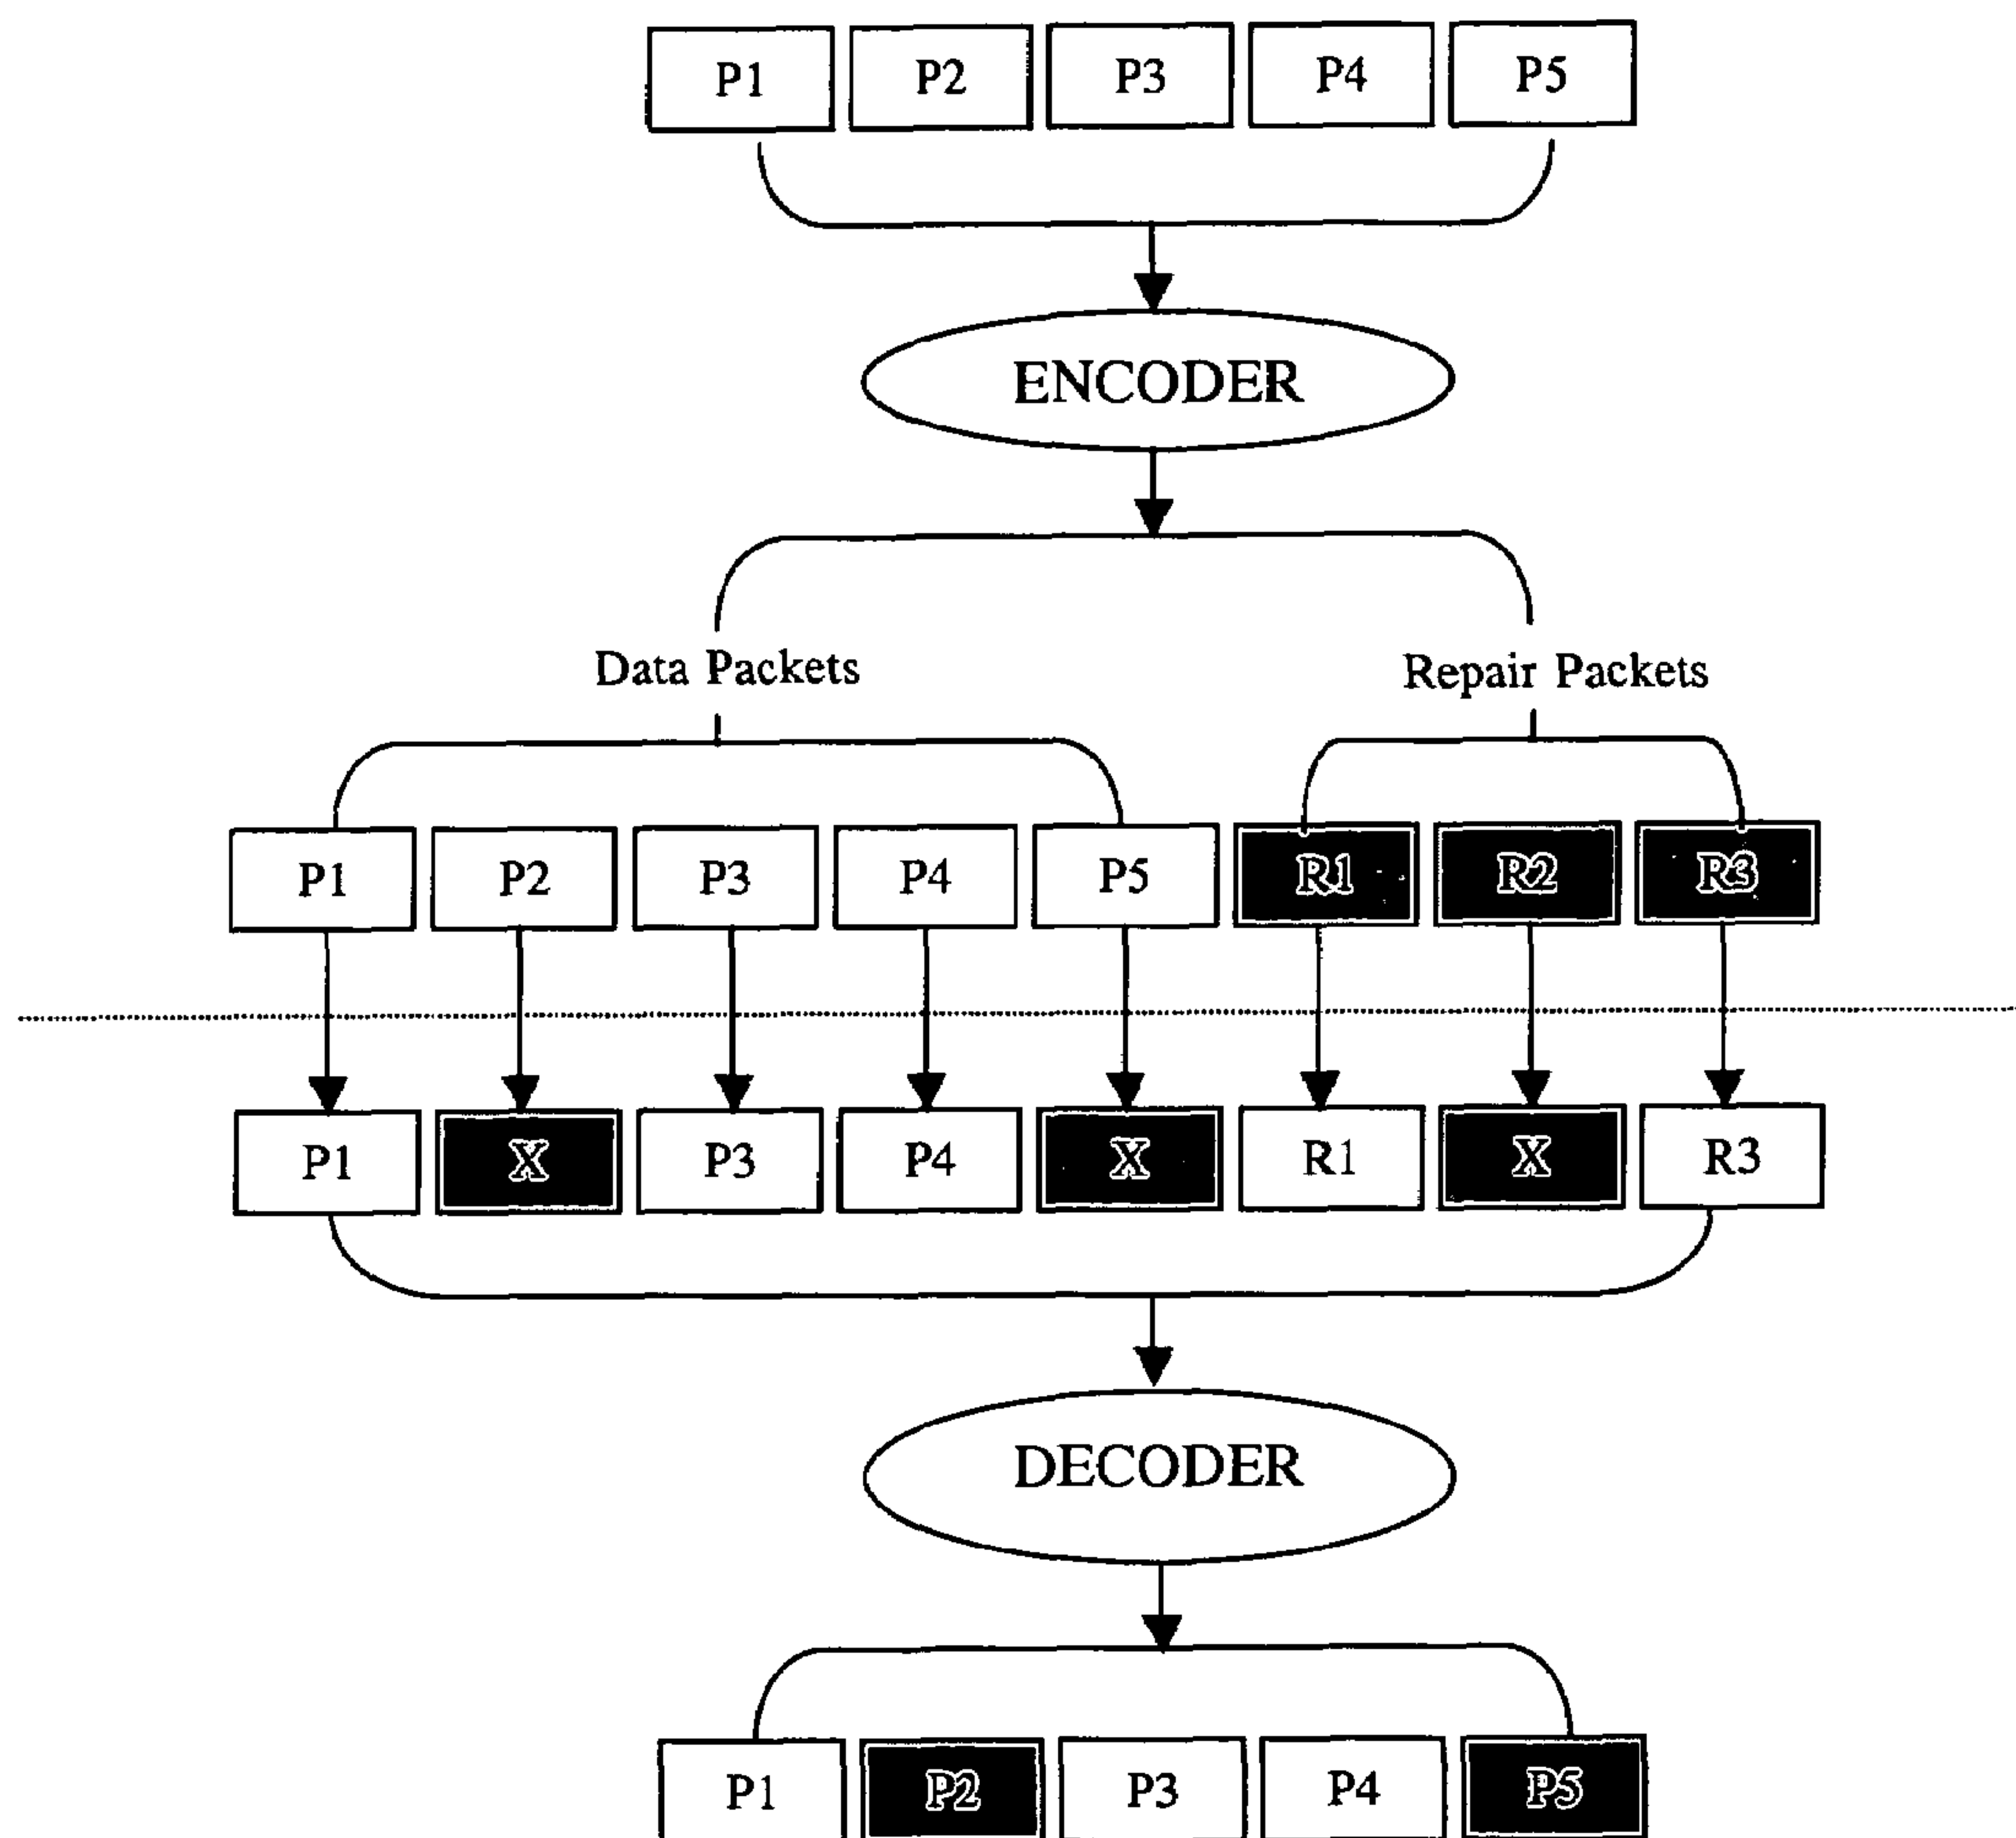 P1 P2 P3 P4 P5
ENCODER
Data Packets Repair Packets
P1 P2 P3 P4 P5 R1 R2 R3
P1 X P3 P4 X R1 X R3
DECODER
P1 P2 P3 P4 P5